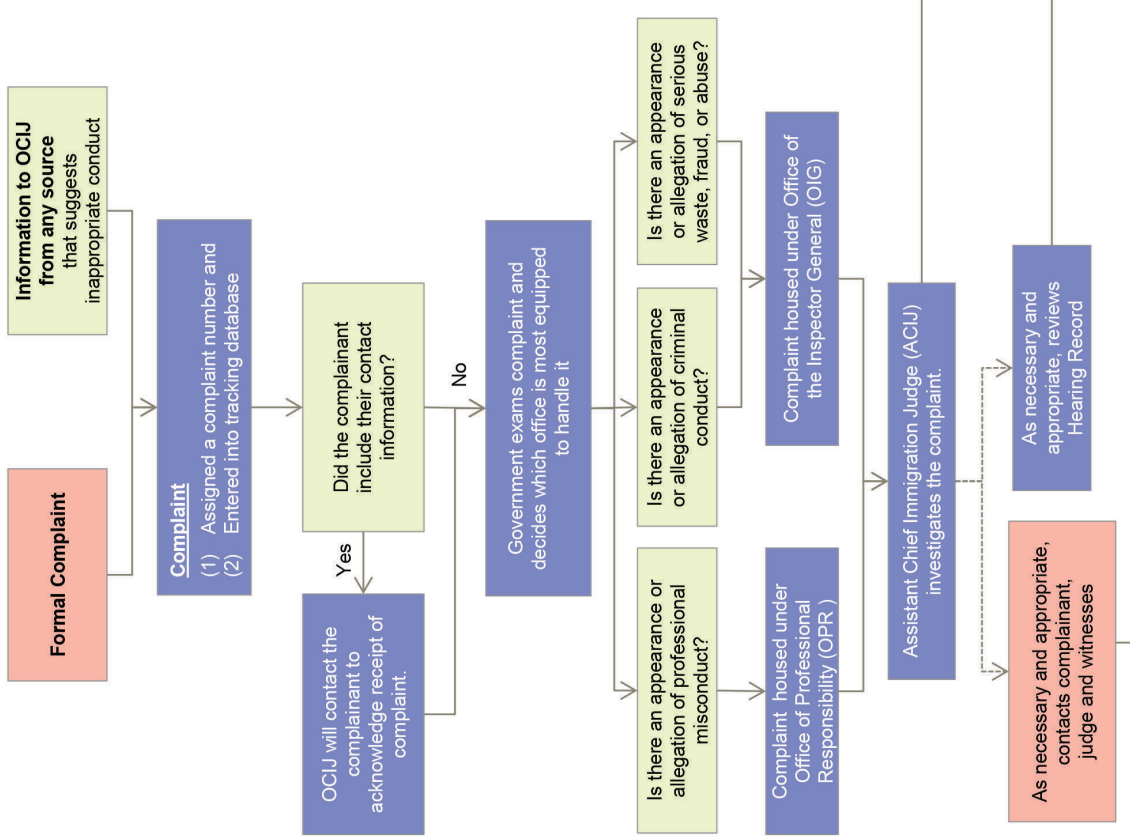 Formal Complaint
Information to OCIJ
from any source
that suggests
inappropriate conduct
Complaint
(1) Assigned a complaint number and
(2) Entered into tracking database
Did the complainant
include their contact
information?
Yes
No
OCIJ will contact the
complainant to
acknowledge receipt of
complaint.
Government exams complaint and
decides which office is most equipped
to handle it
Is there an appearance or
allegation of professional
misconduct?
Is there an appearance
or allegation of criminal
conduct?
Is there an appearance
or allegation of serious
waste, fraud, or abuse?
Complaint housed under
Office of Professional
Responsibility (OPR )
Complaint housed under Office of
the Inspector General (OIG)
Assistant Chief Immigration Judge (ACIJ)
investigates the complaint.
As necessary and appropriate,
contacts complainant,
judge and witnesses
As necessary and
appropriate, reviews
Hearing Record